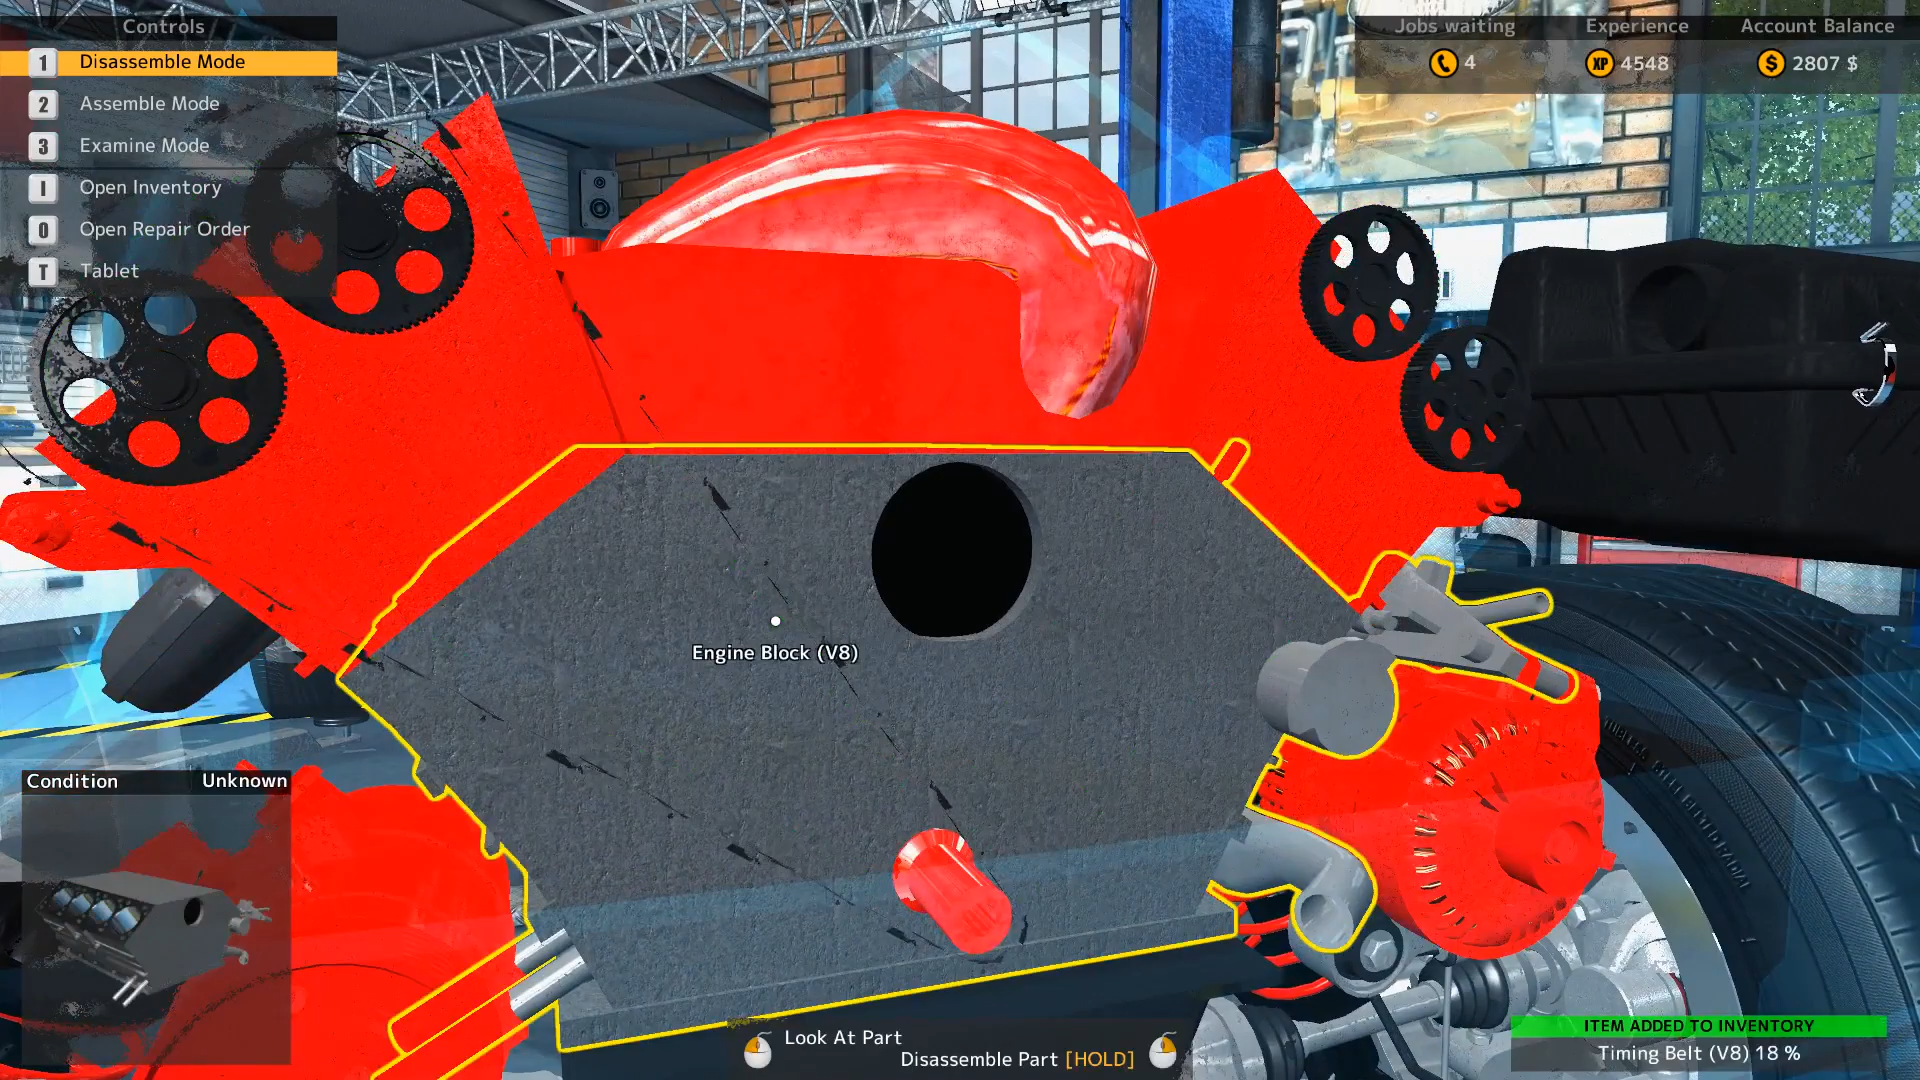 Controls
1 Disassemble Mode
2 Assemble Mode
3 Examine Mode
I Open Inventory
O Open Repair Order
T Tablet
Jobs waiting
4
Experience
XP 4548
Account Balance
$ 2807 $
Engine Block (V8)
Condition Unknown
Look At Part
Disassemble Part [HOLD]
ITEM ADDED TO INVENTORY
Timing Belt (V8) 18 %